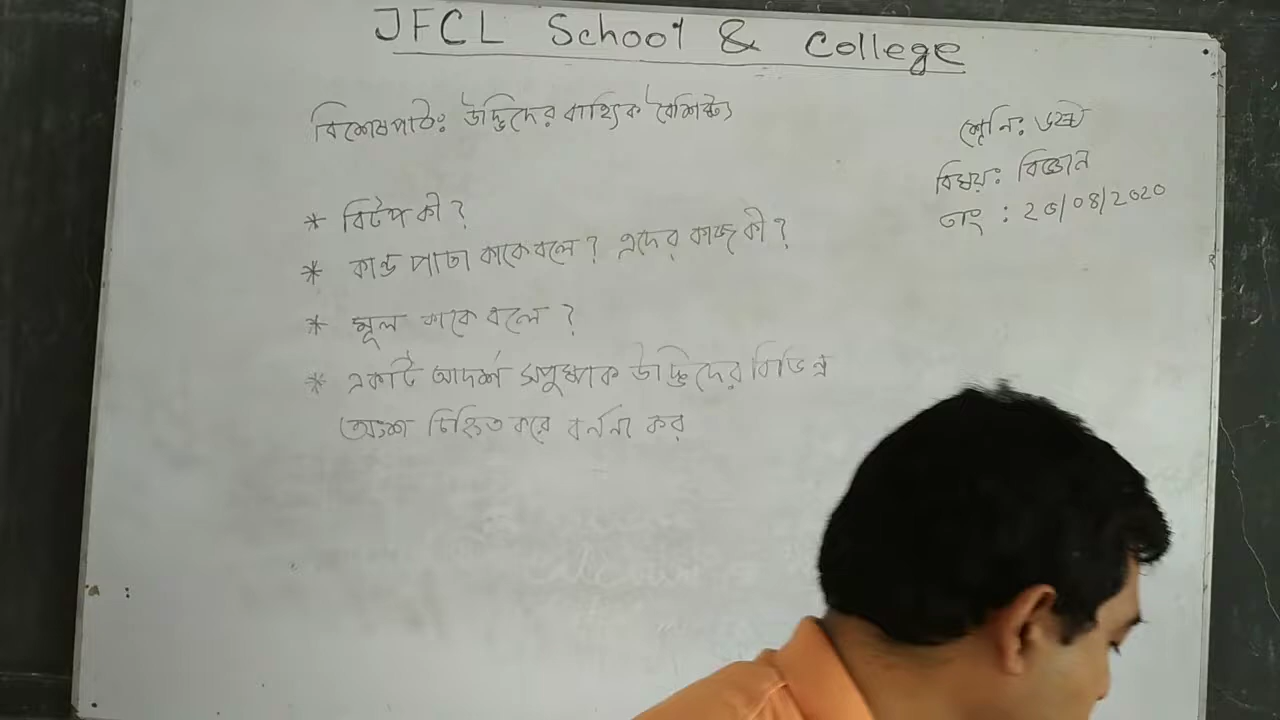 JFCL School & College
বিশেষপাঠ: উদ্ভিদের বাহ্যিক বৈশিষ্ট্য
শ্রেনি: ৬ষ্ঠ
বিষয়: বিজ্ঞান
তাং : 26/08/2020
* বিটপ কী ?
* কান্ড পাতা কাকে বলে ? এদের কাজ কী ?
* মূল কাকে বলে ?
* একটি আদর্শ সপুষ্পক উদ্ভিদের বিভিন্ন
অংশ চিহ্নিত করে বর্ননা কর